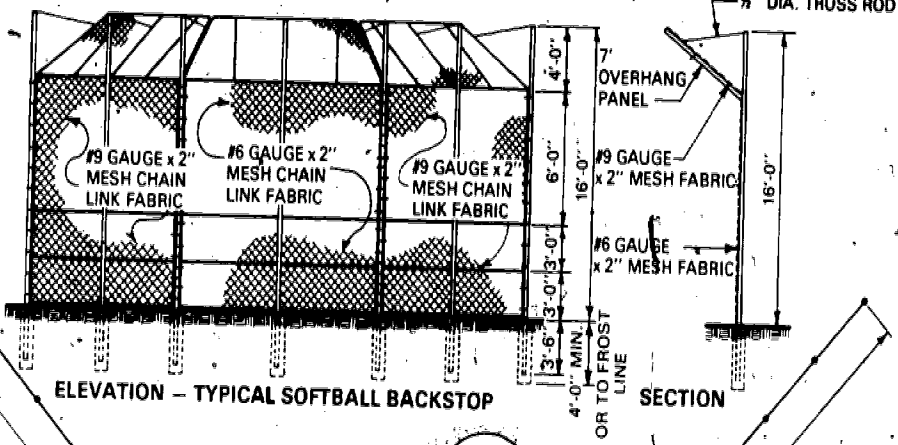 ½" DIA. TRUSS ROD
4'-0"
7'
OVERHANG
PANEL
#9 GAUGE x 2"
MESH CHAIN
LINK FABRIC
#6 GAUGE x 2"
MESH CHAIN
LINK FABRIC
#9 GAUGE x 2"
MESH CHAIN
LINK FABRIC
6'-0"
16'-0"
3'-0"
3'-0"
3'-6"
4'-0" MIN.
OR TO FROST
LINE
#9 GAUGE
x 2" MESH FABRIC
#6 GAUGE
x 2" MESH FABRIC
16'-0"
ELEVATION – TYPICAL SOFTBALL BACKSTOP
SECTION